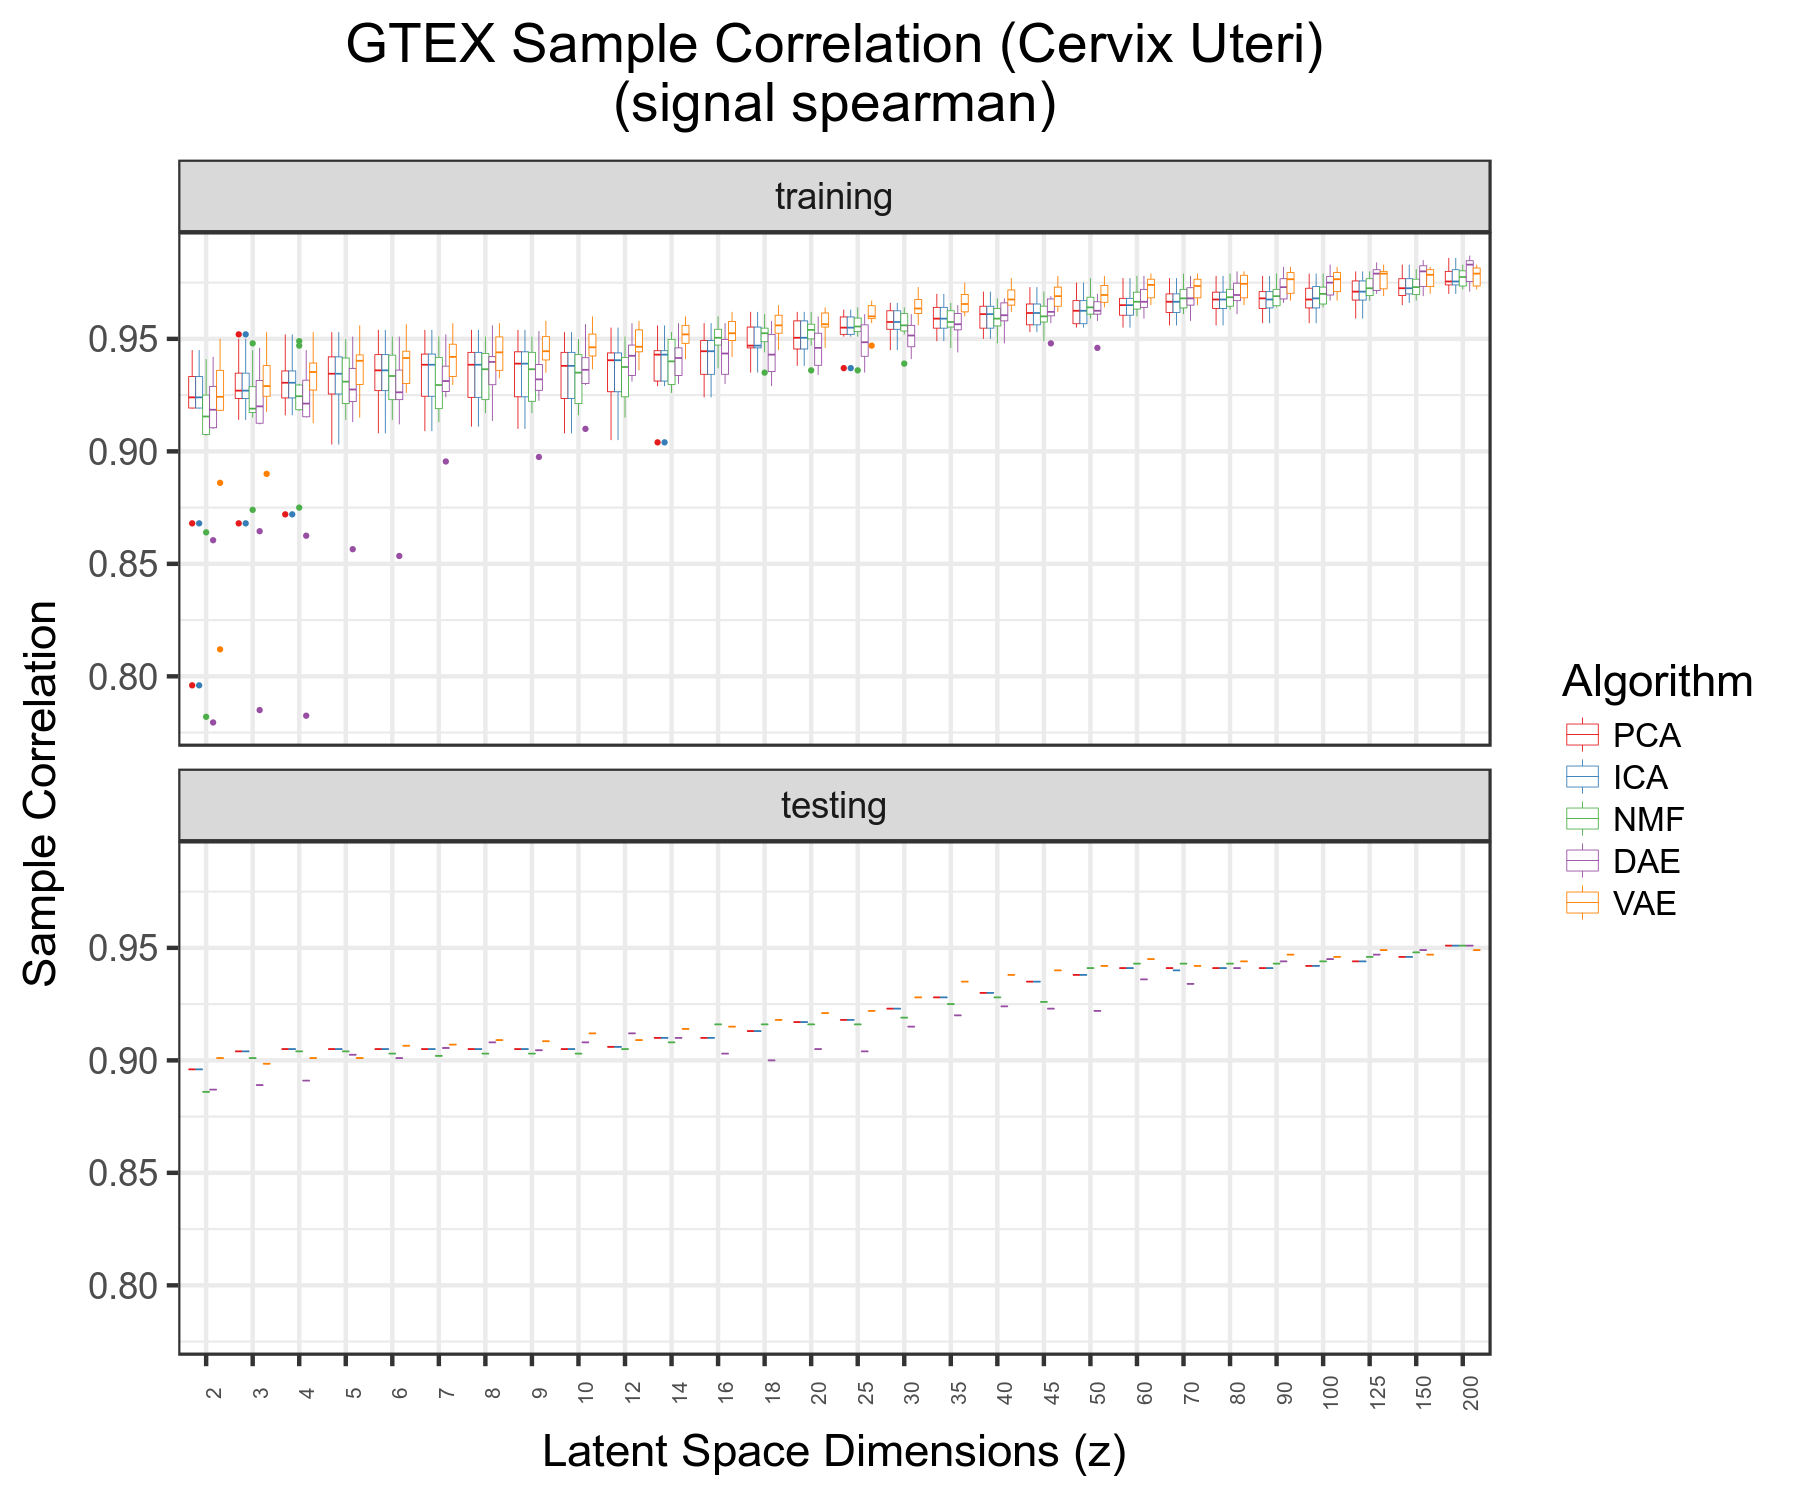 GTEX Sample Correlation (Cervix Uteri)
(signal spearman)
training
0.95
0.90
0.85
0.80
testing
0.95
0.90
0.85
0.80
Sample Correlation
2 3 4 5 6 7 8 9 10 12 14 16 18 20 25 30 35 40 45 50 60 70 80 90 100 125 150 200
Latent Space Dimensions (z)
Algorithm
PCA
ICA
NMF
DAE
VAE